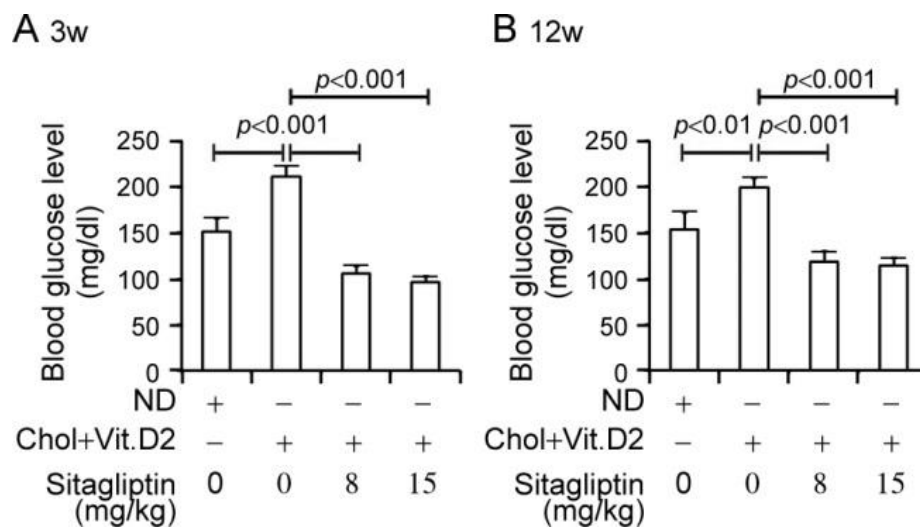 A 3w
p<0.001
p<0.001
Blood glucose level
(mg/dl)
250
200
150
100
50
0
ND + − − −
Chol+Vit.D2 − + + +
Sitagliptin 0 0 8 15
(mg/kg)
B 12w
p<0.001
p<0.01 p<0.001
Blood glucose level
(mg/dl)
250
200
150
100
50
0
ND + − − −
Chol+Vit.D2 − + + +
Sitagliptin 0 0 8 15
(mg/kg)